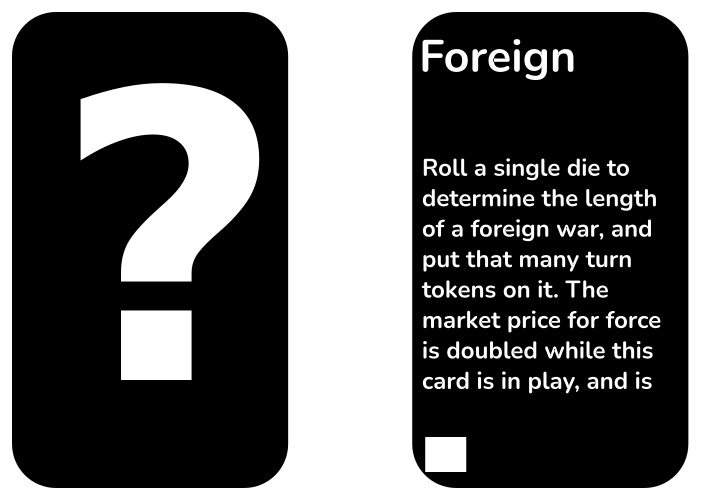 ?
Foreign
Roll a single die to
determine the length
of a foreign war, and
put that many turn
tokens on it. The
market price for force
is doubled while this
card is in play, and is